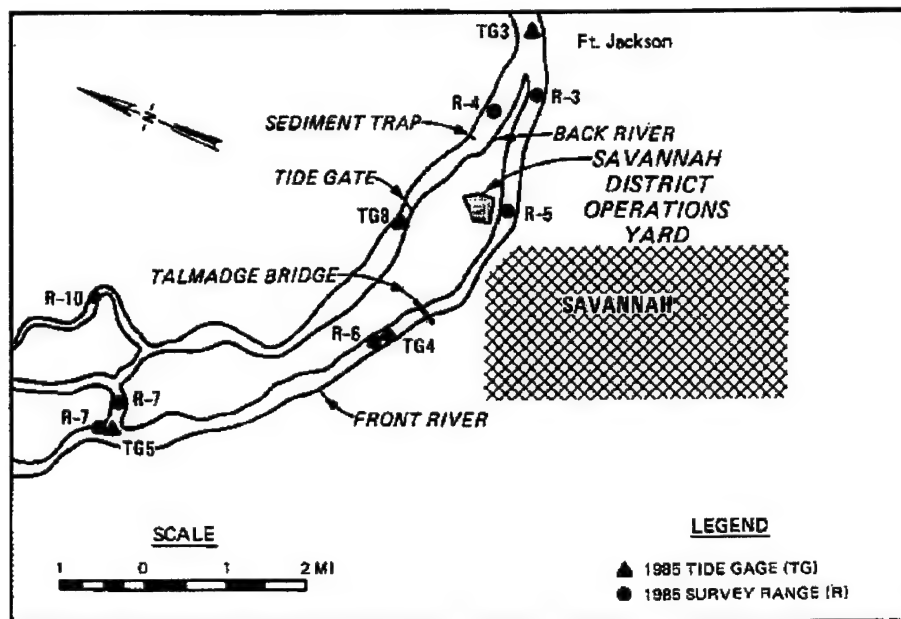 TG3
Ft. Jackson
R-4
R-3
SEDIMENT TRAP
BACK RIVER
SAVANNAH
DISTRICT
OPERATIONS
YARD
TIDE GATE
TG8
R-5
TALMADGE BRIDGE
R-10
SAVANNAH
R-6
TG4
R-7
R-7
FRONT RIVER
TG5
N
SCALE
1 0 1 2 MI
LEGEND
1985 TIDE GAGE (TG)
1985 SURVEY RANGE (R)